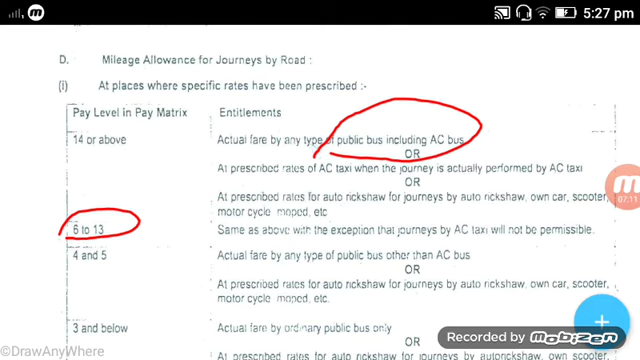 5:27 pm
D. Mileage Allowance for Journeys by Road :
(i) At places where specific rates have been prescribed :-
Pay Level in Pay Matrix Entitlements
14 or above Actual fare by any type of public bus including AC bus
OR
At prescribed rates of AC taxi when the journey is actually performed by AC taxi
OR
At prescribed rates for auto rickshaw for journeys by auto rickshaw, own car, scooter,
motor cycle, moped, etc
07:11
6 to 13 Same as above with the exception that journeys by AC taxi will not be permissible.
4 and 5 Actual fare by any type of public bus other than AC bus
OR
At prescribed rates for auto rickshaw for journeys by auto rickshaw, own car, scooter,
motor cycle, moped, etc.
3 and below Actual fare by ordinary public bus only
OR
At prescribed rates for auto rickshaw for journeys by autorickshaw, own car, scooter,
©DrawAnyWhere
Recorded by
mobizen